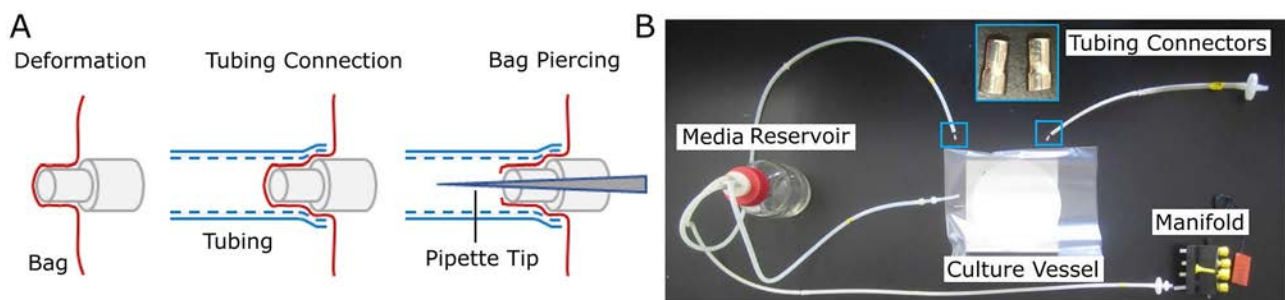 A
Deformation
Tubing Connection
Bag Piercing
Tubing
Bag
Pipette Tip
B
Tubing Connectors
Media Reservoir
Manifold
Culture Vessel